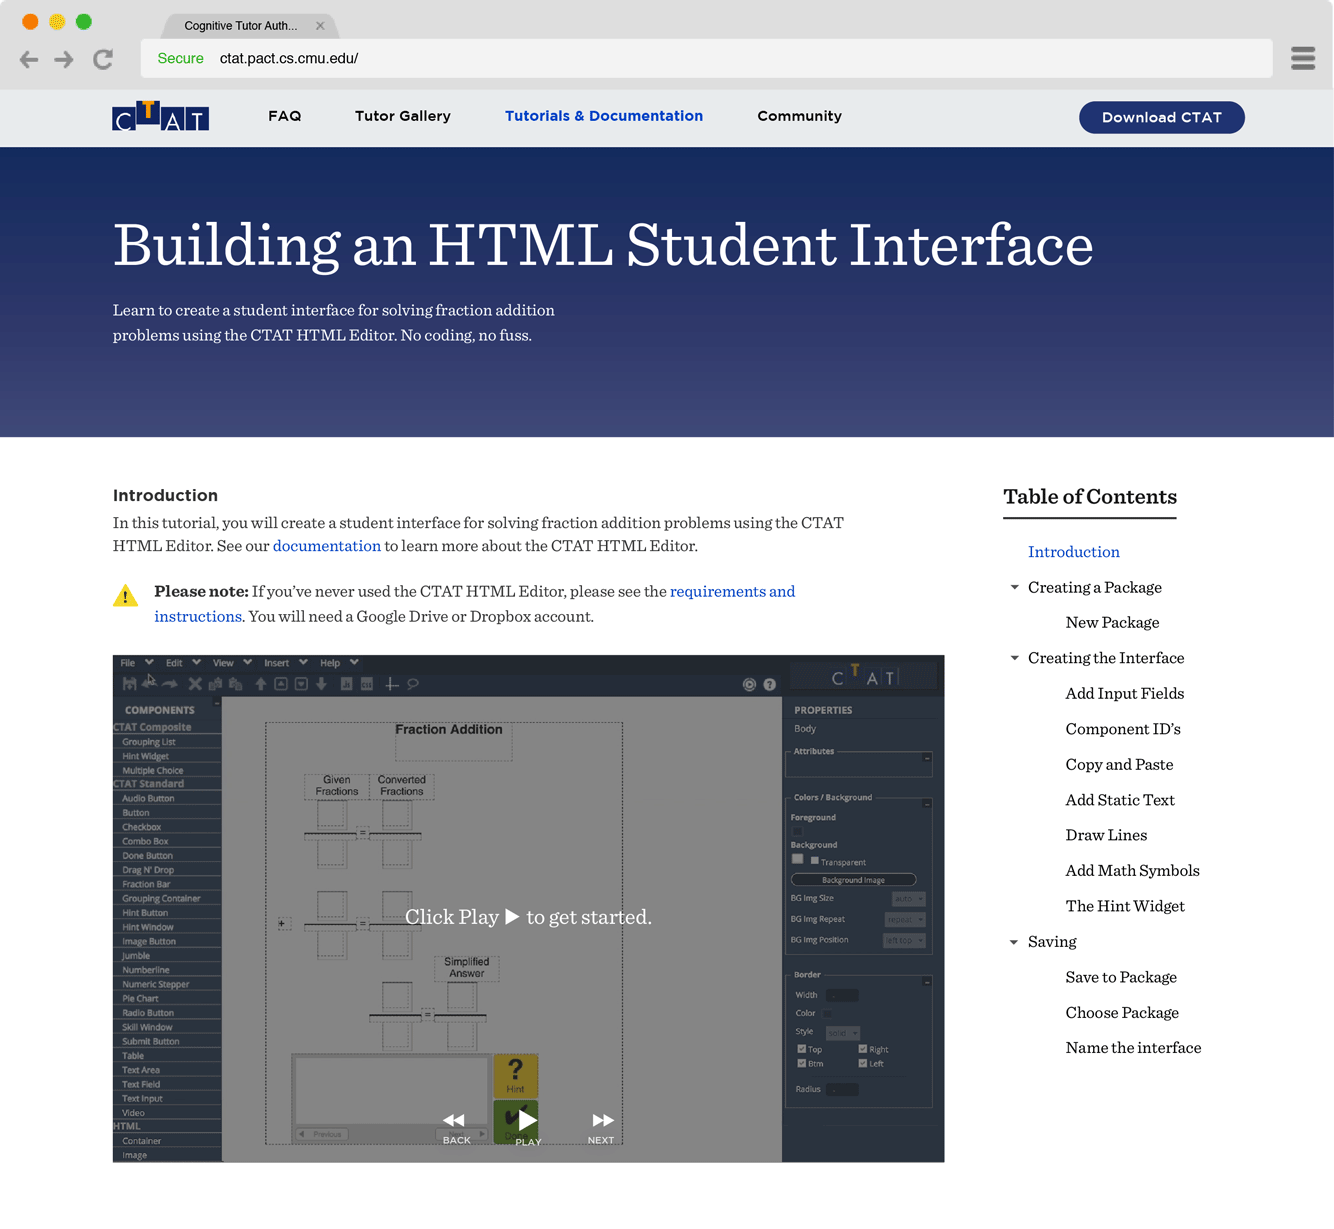 Cognitive Tutor Auth...
Secure ctat.pact.cs.cmu.edu/
CTAT
FAQ
Tutor Gallery
Tutorials & Documentation
Community
Download CTAT
Building an HTML Student Interface
Learn to create a student interface for solving fraction addition
problems using the CTAT HTML Editor. No coding, no fuss.
Introduction
In this tutorial, you will create a student interface for solving fraction addition problems using the CTAT
HTML Editor. See our documentation to learn more about the CTAT HTML Editor.
Please note: If you've never used the CTAT HTML Editor, please see the requirements and
instructions. You will need a Google Drive or Dropbox account.
File Edit View Insert Help
CTAT
COMPONENTS
CTAT Composite
Grouping List
Hint Widget
Multiple Choice
CTAT Standard
Audio Button
Button
Checkbox
Combo Box
Done Button
Drag N' Drop
Fraction Bar
Grouping Container
Hint Button
Hint Window
Image Button
Jumble
Numberline
Numeric Stepper
Pie Chart
Radio Button
Skill Window
Submit Button
Table
Text Area
Text Field
Text Input
Video
HTML
Container
Image
Fraction Addition
Given
Fractions
Converted
Fractions
=
+
=
Click Play ▶ to get started.
Simplified
Answer
=
?
Hint
Done
Previous
Next
BACK
PLAY
NEXT
PROPERTIES
Body
Attributes
Colors / Background
Foreground
Background
Transparent
Background Image
BG Img Size auto
BG Img Repeat repeat
BG Img Position left top
Border
Width
Color
Style solid
Top Right
Btm Left
Radius
Table of Contents
Introduction
Creating a Package
New Package
Creating the Interface
Add Input Fields
Component ID's
Copy and Paste
Add Static Text
Draw Lines
Add Math Symbols
The Hint Widget
Saving
Save to Package
Choose Package
Name the interface